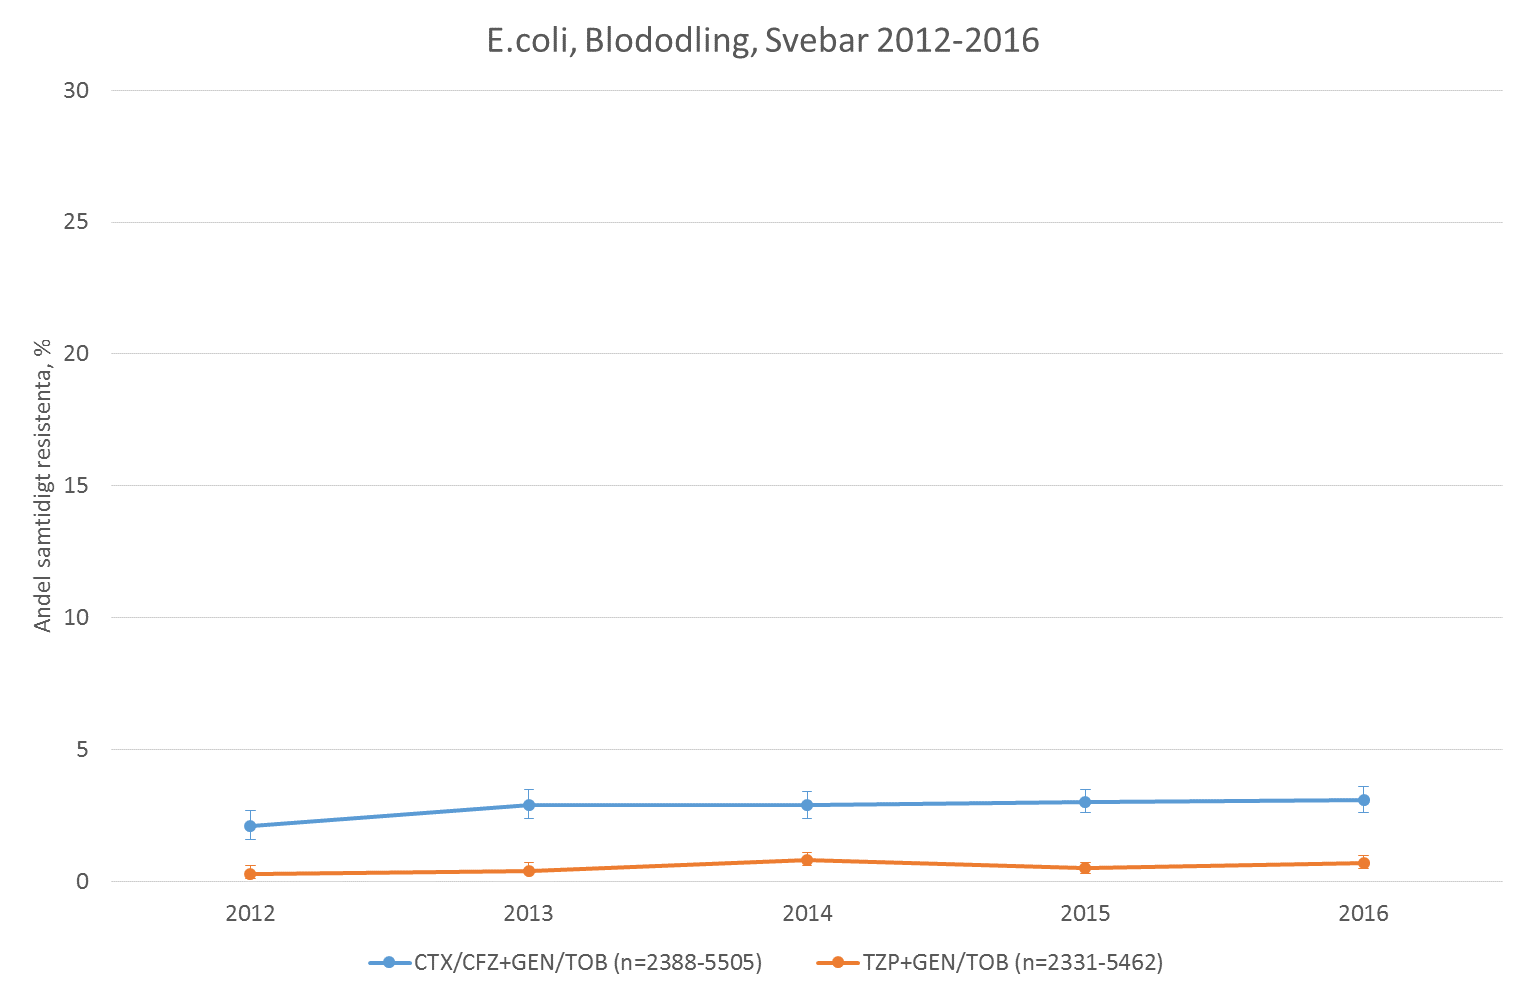 E.coli, Blododling, Svebar 2012-2016
Andel samtidigt resistenta, %
30
25
20
15
10
5
0
2012 2013 2014 2015 2016
CTX/CFZ+GEN/TOB (n=2388-5505) TZP+GEN/TOB (n=2331-5462)